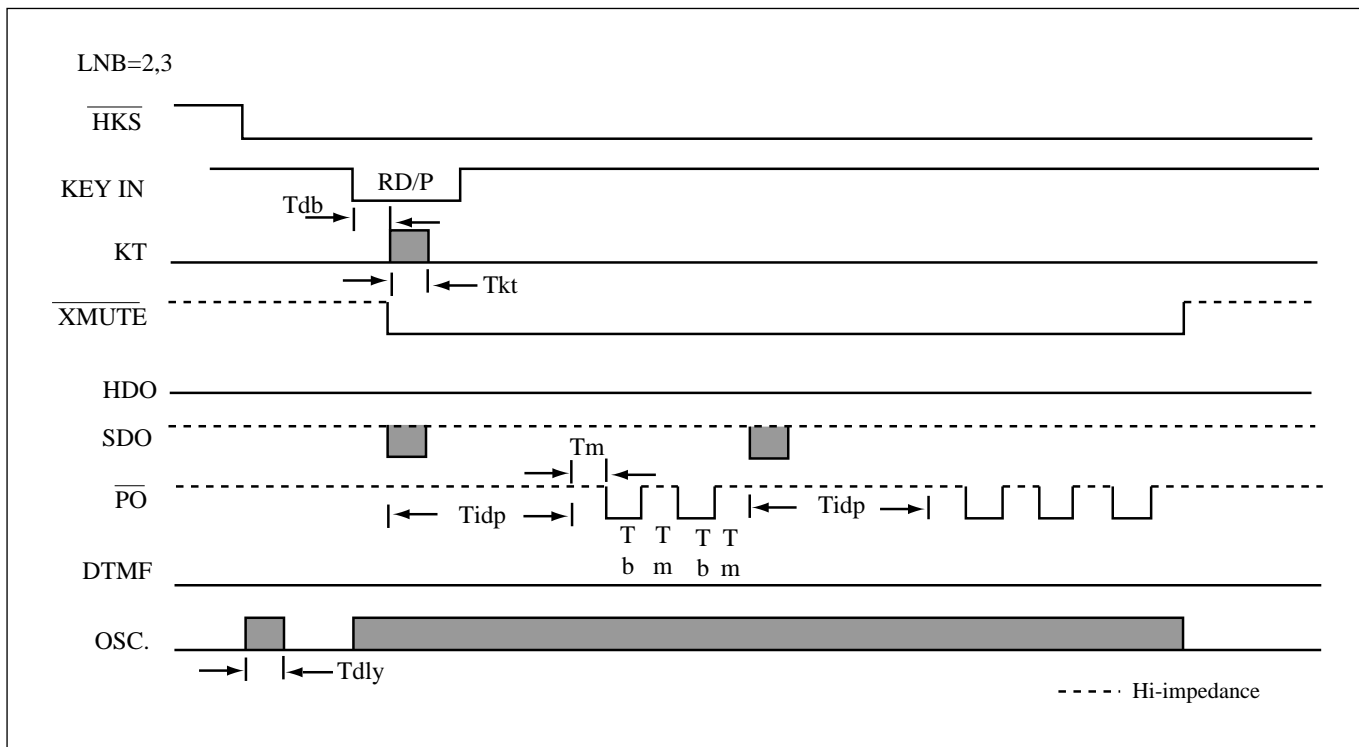 LNB=2,3
HKS
KEY IN
RD/P
Tdb
KT
Tkt
XMUTE
HDO
SDO
Tm
PO
Tidp
Tidp
T T T T
b m b m
DTMF
OSC.
Tdly
Hi-impedance